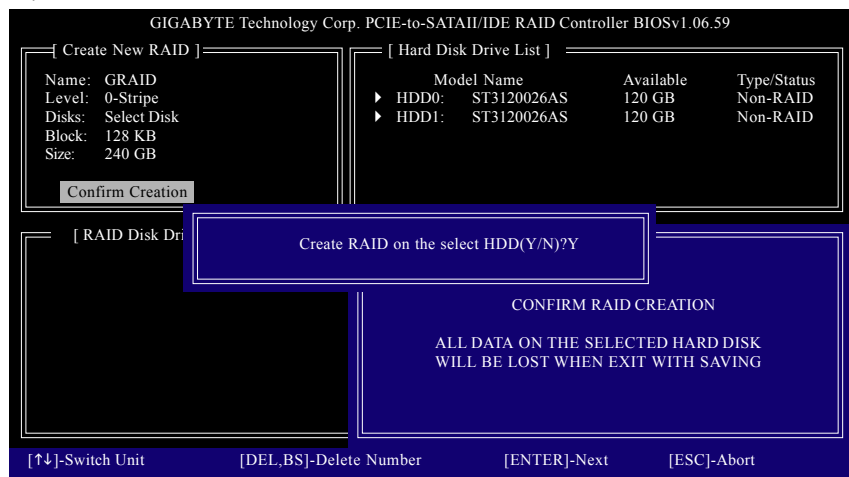 GIGABYTE Technology Corp. PCIE-to-SATAII/IDE RAID Controller BIOSv1.06.59
[ Create New RAID ]
Name: GRAID
Level: 0-Stripe
Disks: Select Disk
Block: 128 KB
Size: 240 GB
Confirm Creation
[ Hard Disk Drive List ]
Model Name Available Type/Status
HDD0: ST3120026AS 120 GB Non-RAID
HDD1: ST3120026AS 120 GB Non-RAID
[ RAID Disk Dri
Create RAID on the select HDD(Y/N)?Y
CONFIRM RAID CREATION
ALL DATA ON THE SELECTED HARD DISK
WILL BE LOST WHEN EXIT WITH SAVING
[↑↓]-Switch Unit [DEL,BS]-Delete Number [ENTER]-Next [ESC]-Abort